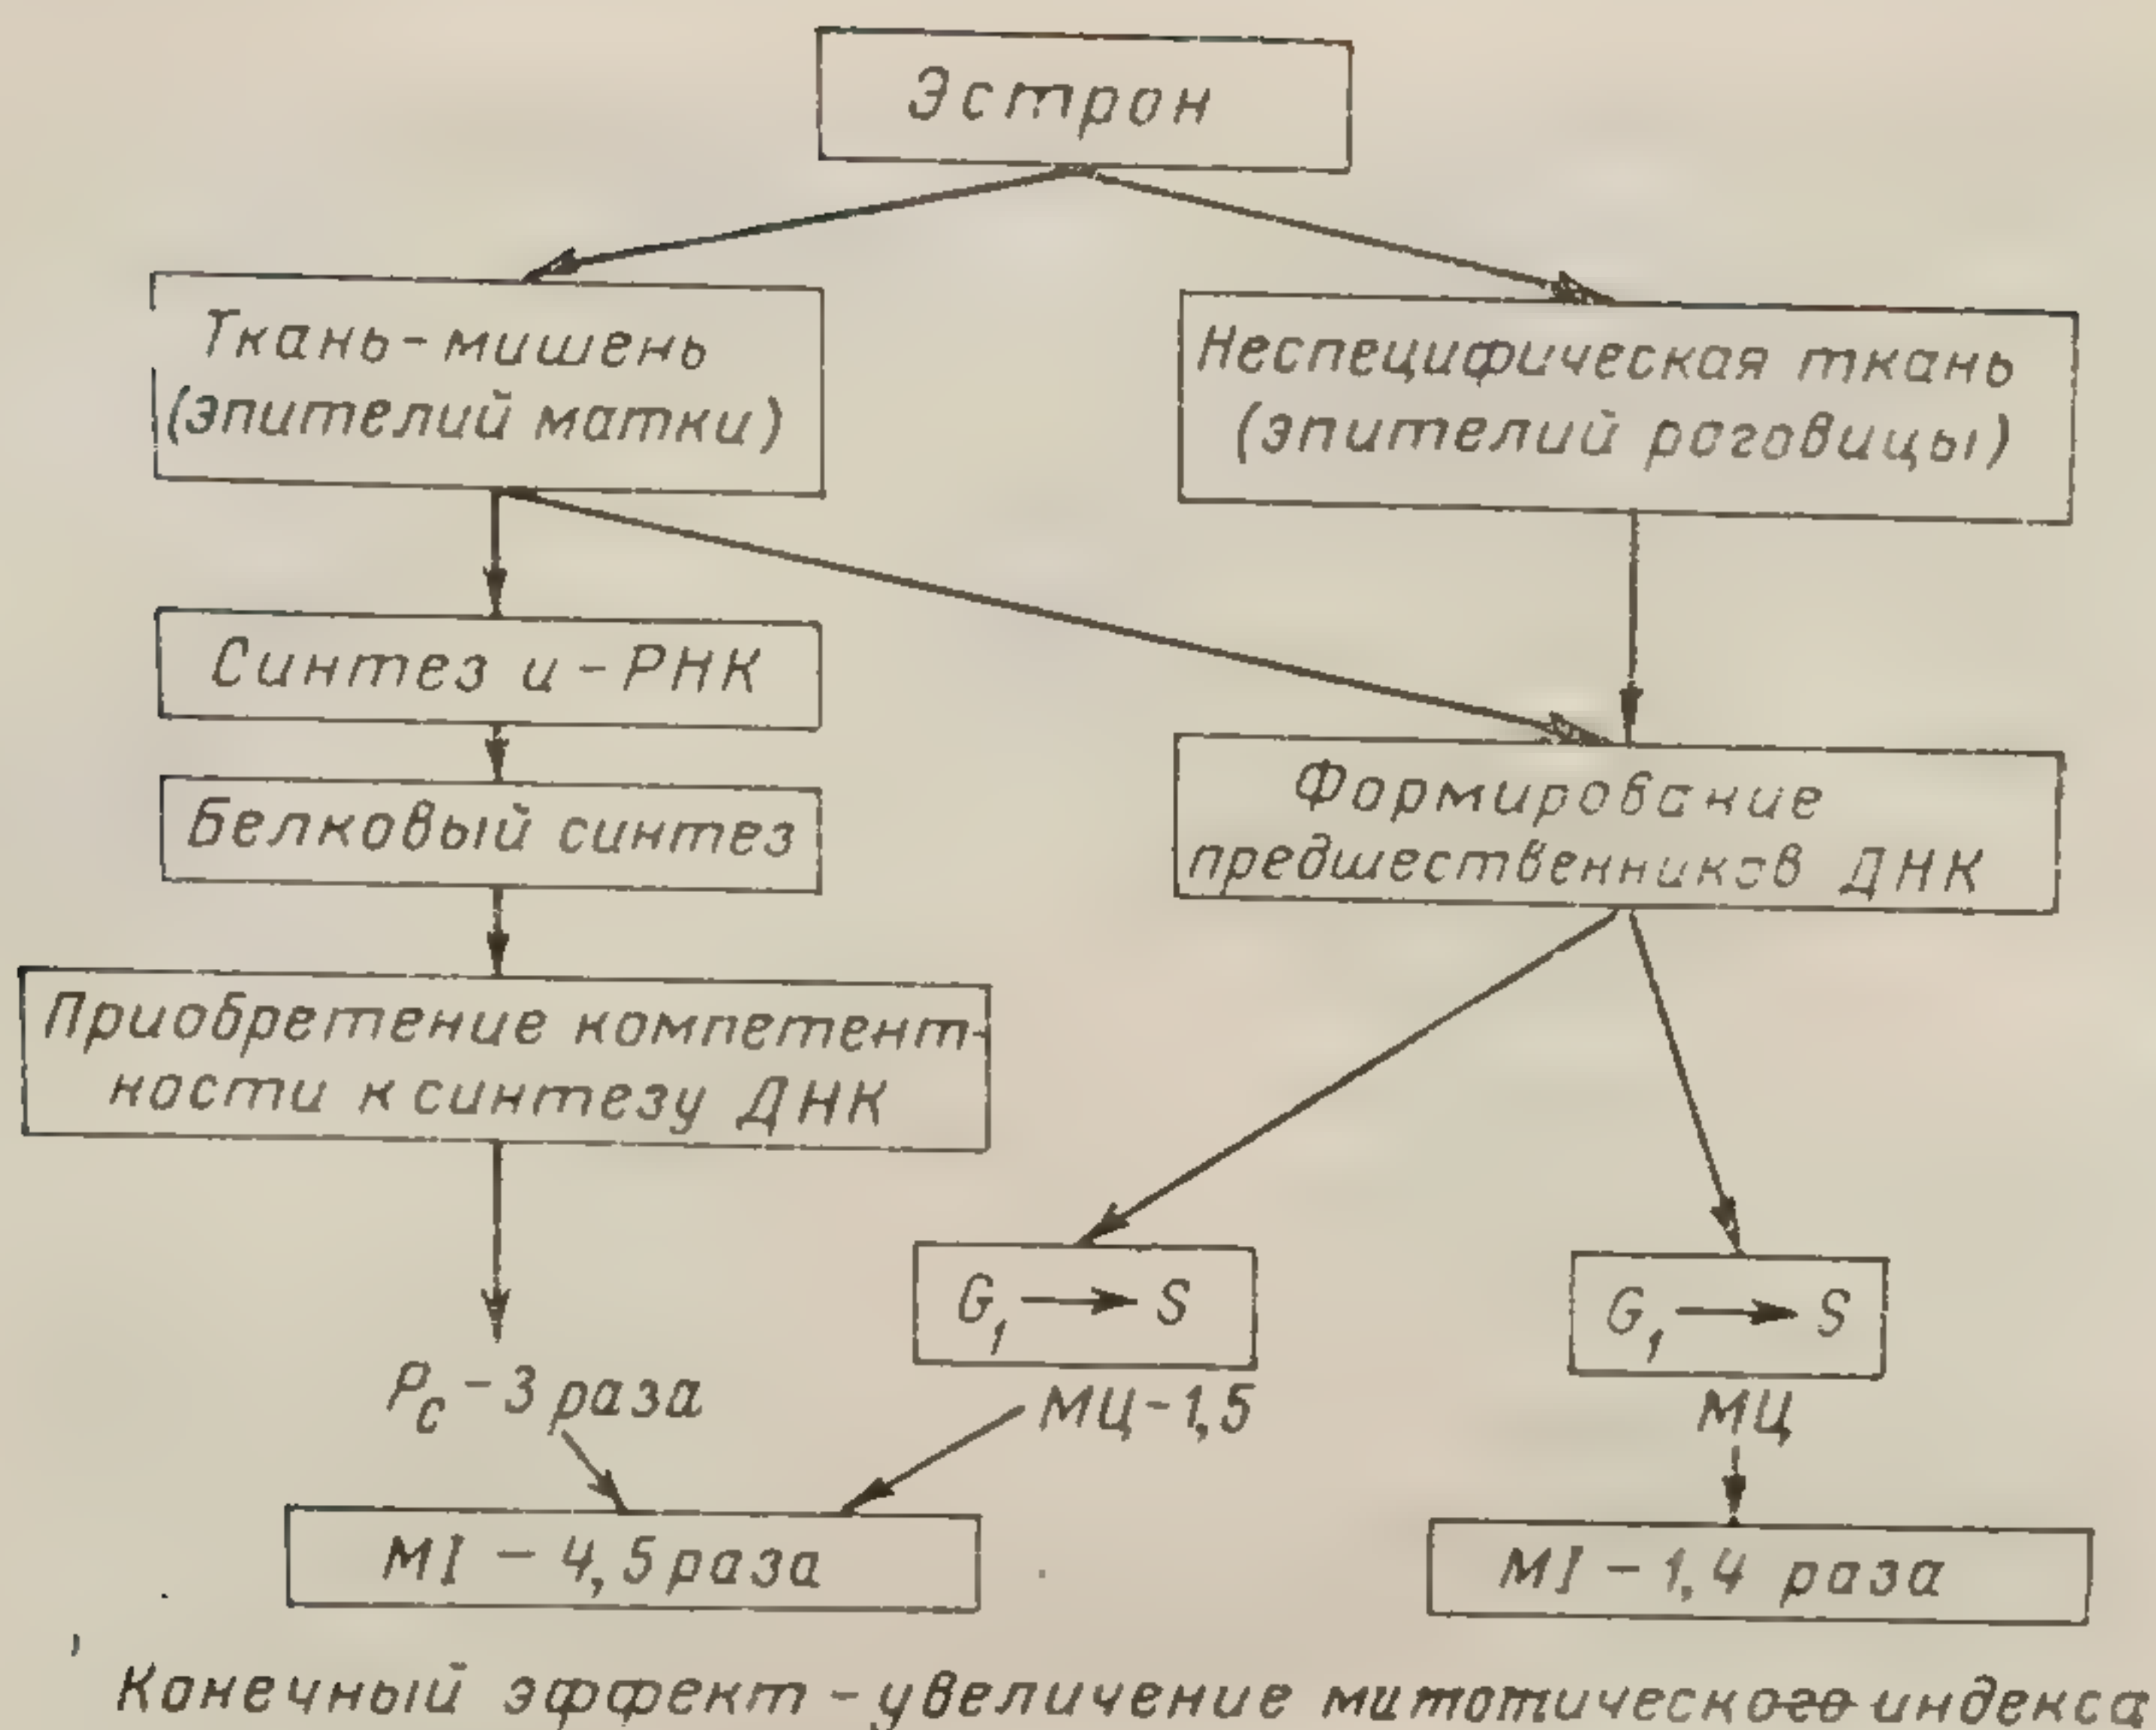 Эстрон
Ткань-мишень
(эпителий матки)
Неспецифическая ткань
(эпителий роговицы)
Синтез и-РНК
Белковый синтез
Формирование
предшественников ДНК
Приобретение компетент-
ности к синтезу ДНК
G₁ → S
G₁ → S
Pc - 3 раза
МЦ-1,5
МЦ
MI - 4,5 раза
MI - 1,4 раза
Конечный эффект - увеличение митотического индекса